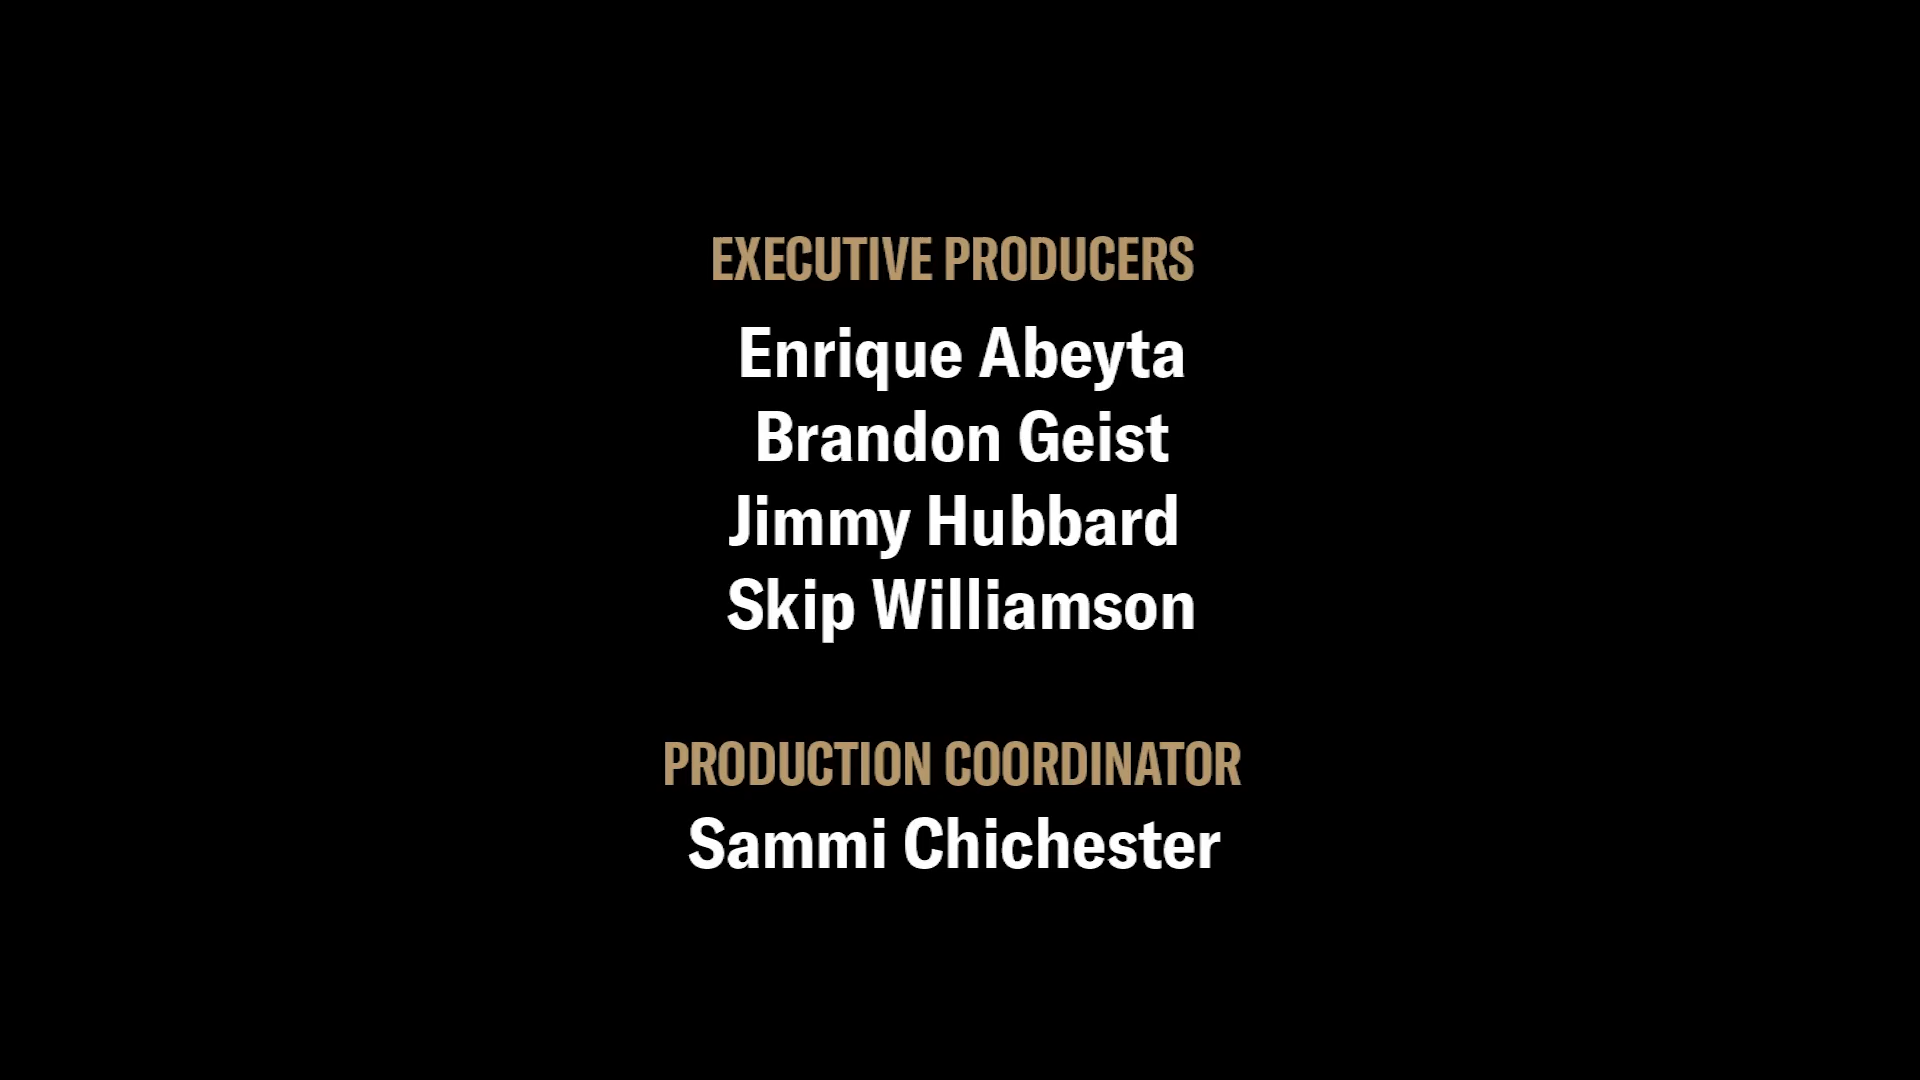 EXECUTIVE PRODUCERS
Enrique Abeyta
Brandon Geist
Jimmy Hubbard
Skip Williamson
PRODUCTION COORDINATOR
Sammi Chichester